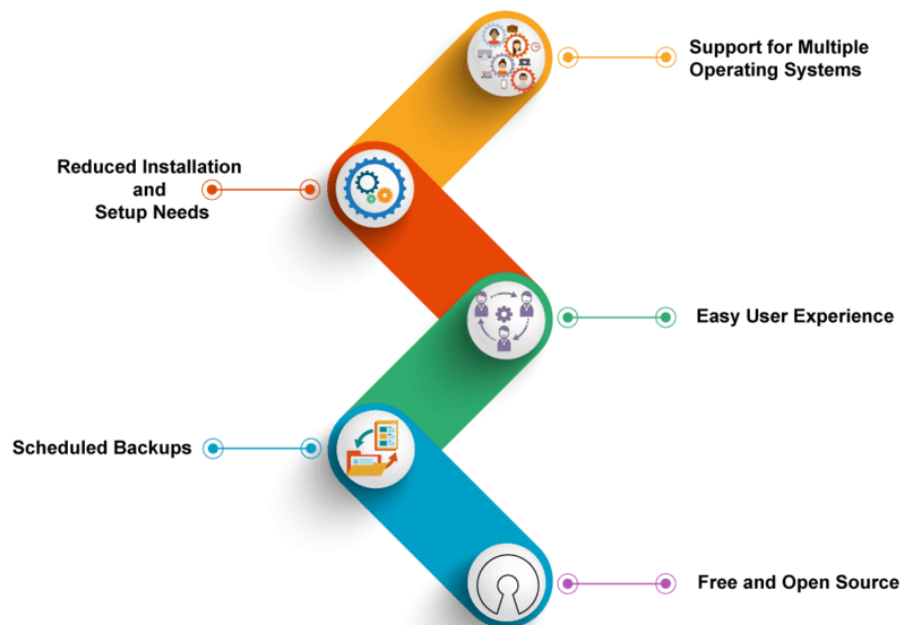 Support for Multiple
Operating Systems
Reduced Installation
and
Setup Needs
Easy User Experience
Scheduled Backups
Free and Open Source